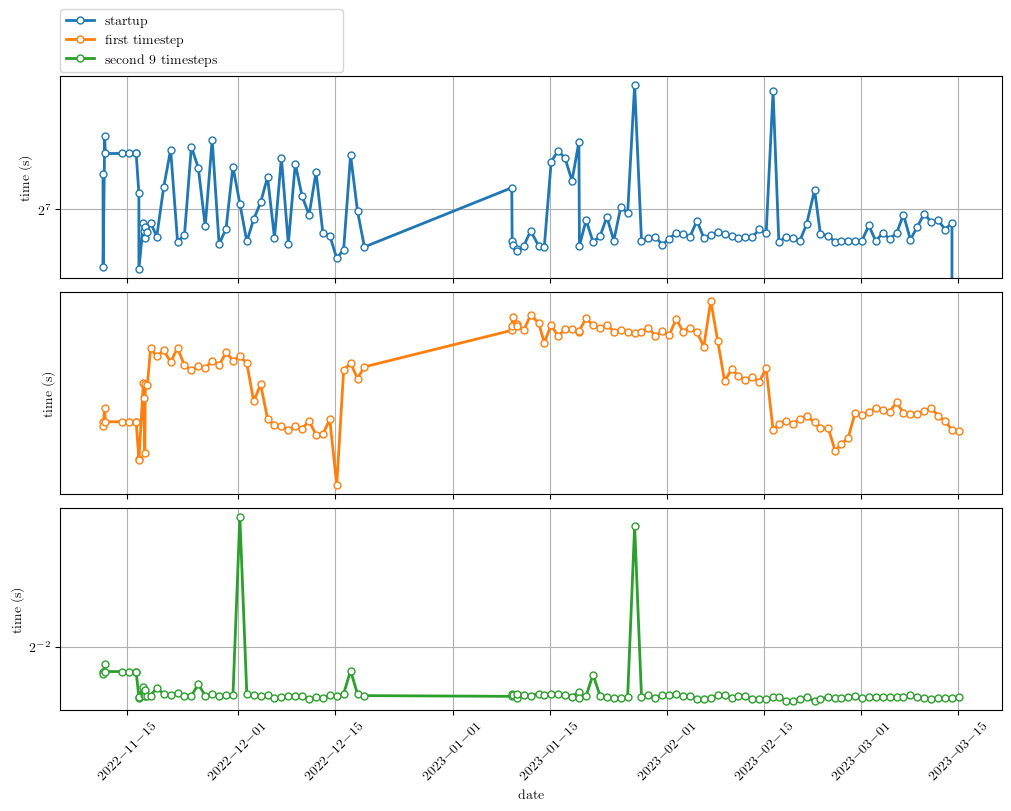 startup
first timestep
second 9 timesteps
time (s)
2^7
time (s)
time (s)
2^−2
2022−11−15
2022−12−01
2022−12−15
2023−01−01
2023−01−15
2023−02−01
2023−02−15
2023−03−01
2023−03−15
date